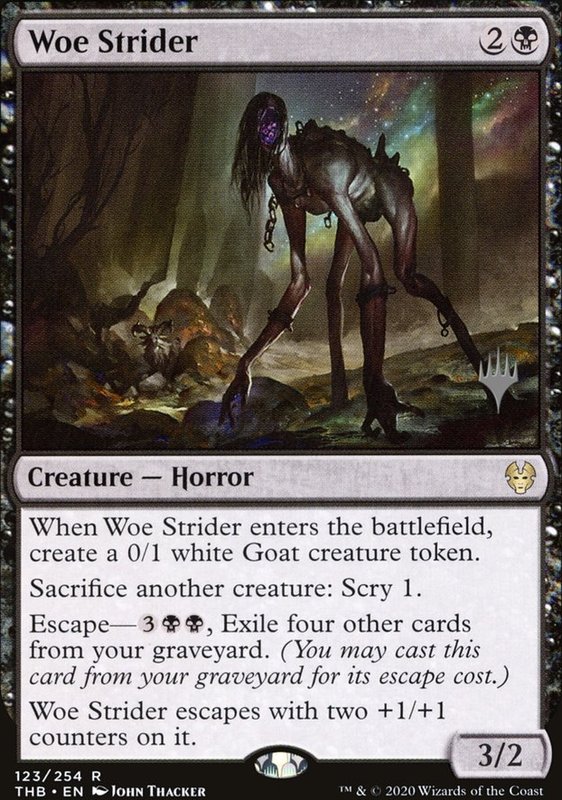 Woe Strider 2
Creature — Horror
When Woe Strider enters the battlefield,
create a 0/1 white Goat creature token.
Sacrifice another creature: Scry 1.
Escape—3, Exile four other cards
from your graveyard. (You may cast this
card from your graveyard for its escape cost.)
Woe Strider escapes with two +1/+1
counters on it.
3/2
123/254 R
THB • EN John Thacker ™ & © 2020 Wizards of the Coast